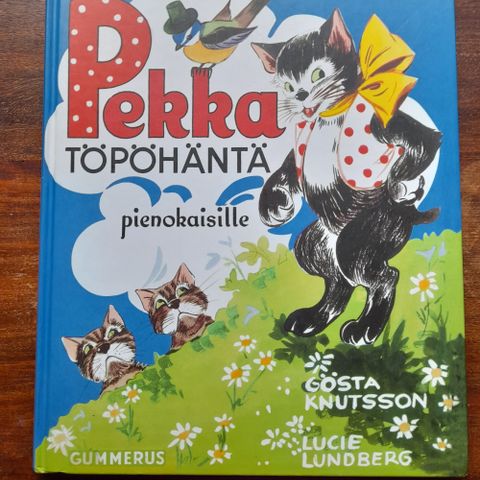 Pekka
TÖPÖHÄNTÄ
pienokaisille
GÖSTA
KNUTSSON
LUCIE
LUNDBERG
GUMMERUS